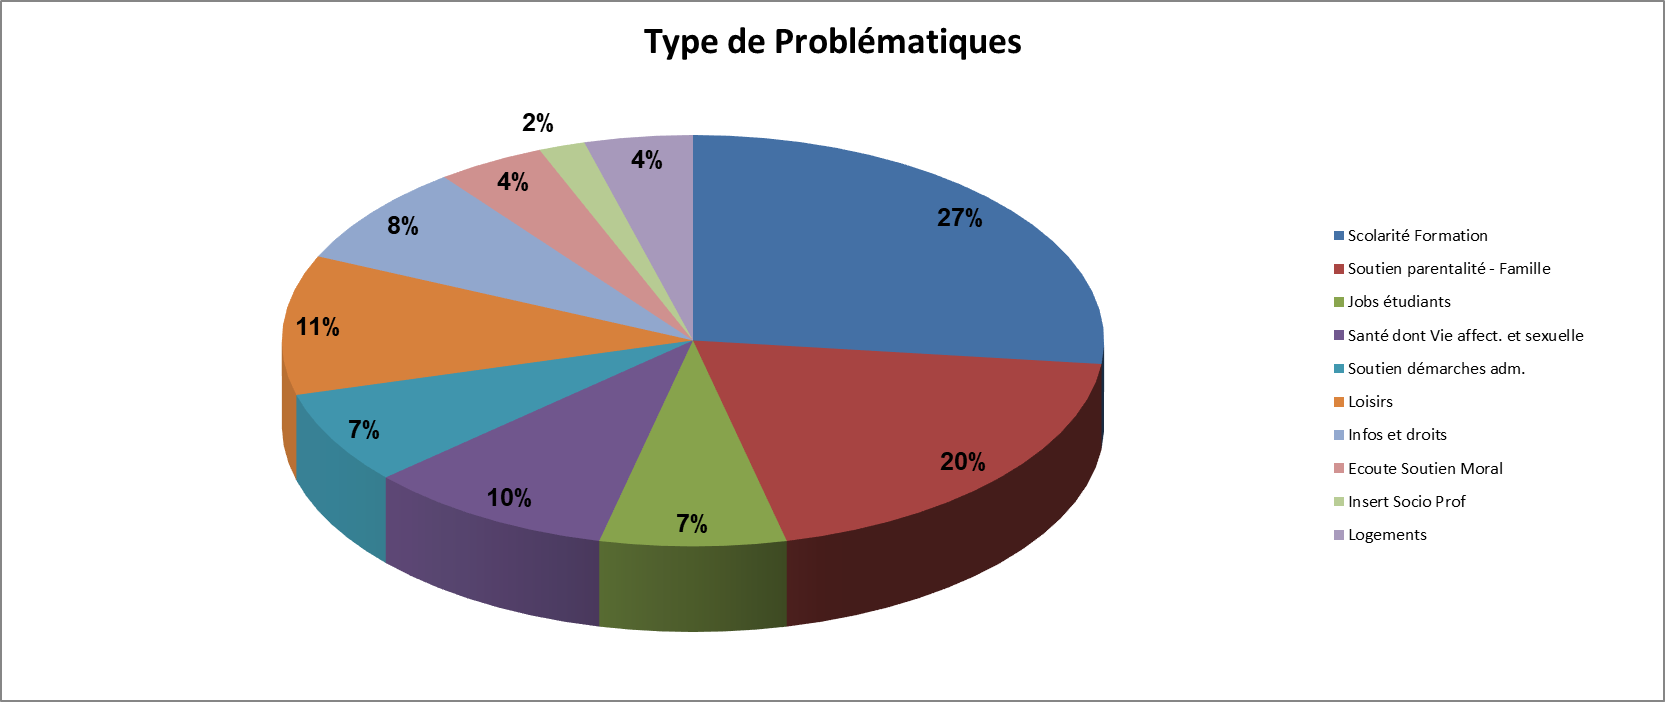 Type de Problématiques
2%
4%
4%
27%
8%
11%
7%
20%
10%
7%
Scolarité Formation
Soutien parentalité - Famille
Jobs étudiants
Santé dont Vie affect. et sexuelle
Soutien démarches adm.
Loisirs
Infos et droits
Ecoute Soutien Moral
Insert Socio Prof
Logements